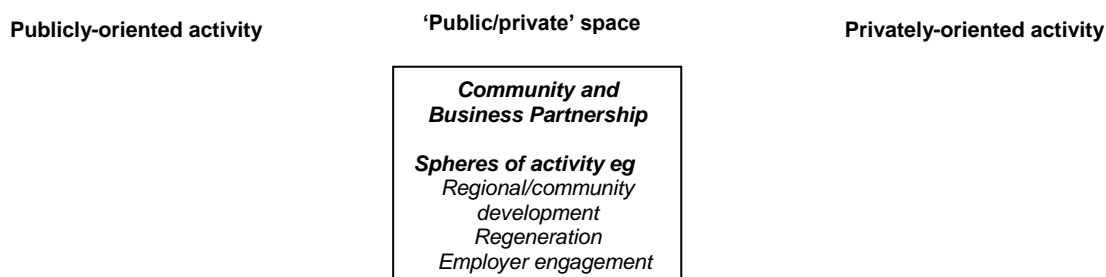 Publicly-oriented activity
‘Public/private’ space
Privately-oriented activity
Community and
Business Partnership
Spheres of activity eg
Regional/community
development
Regeneration
Employer engagement